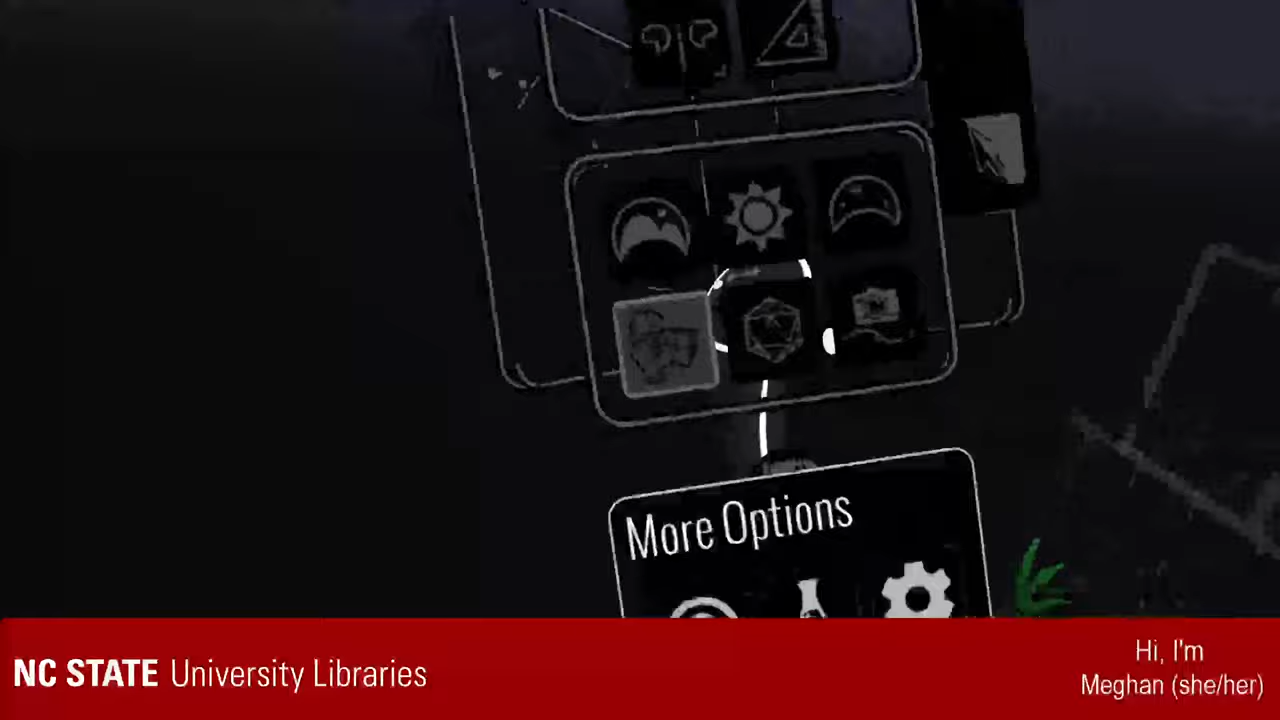 More Options
NC STATE University Libraries
Hi, I'm
Meghan (she/her)